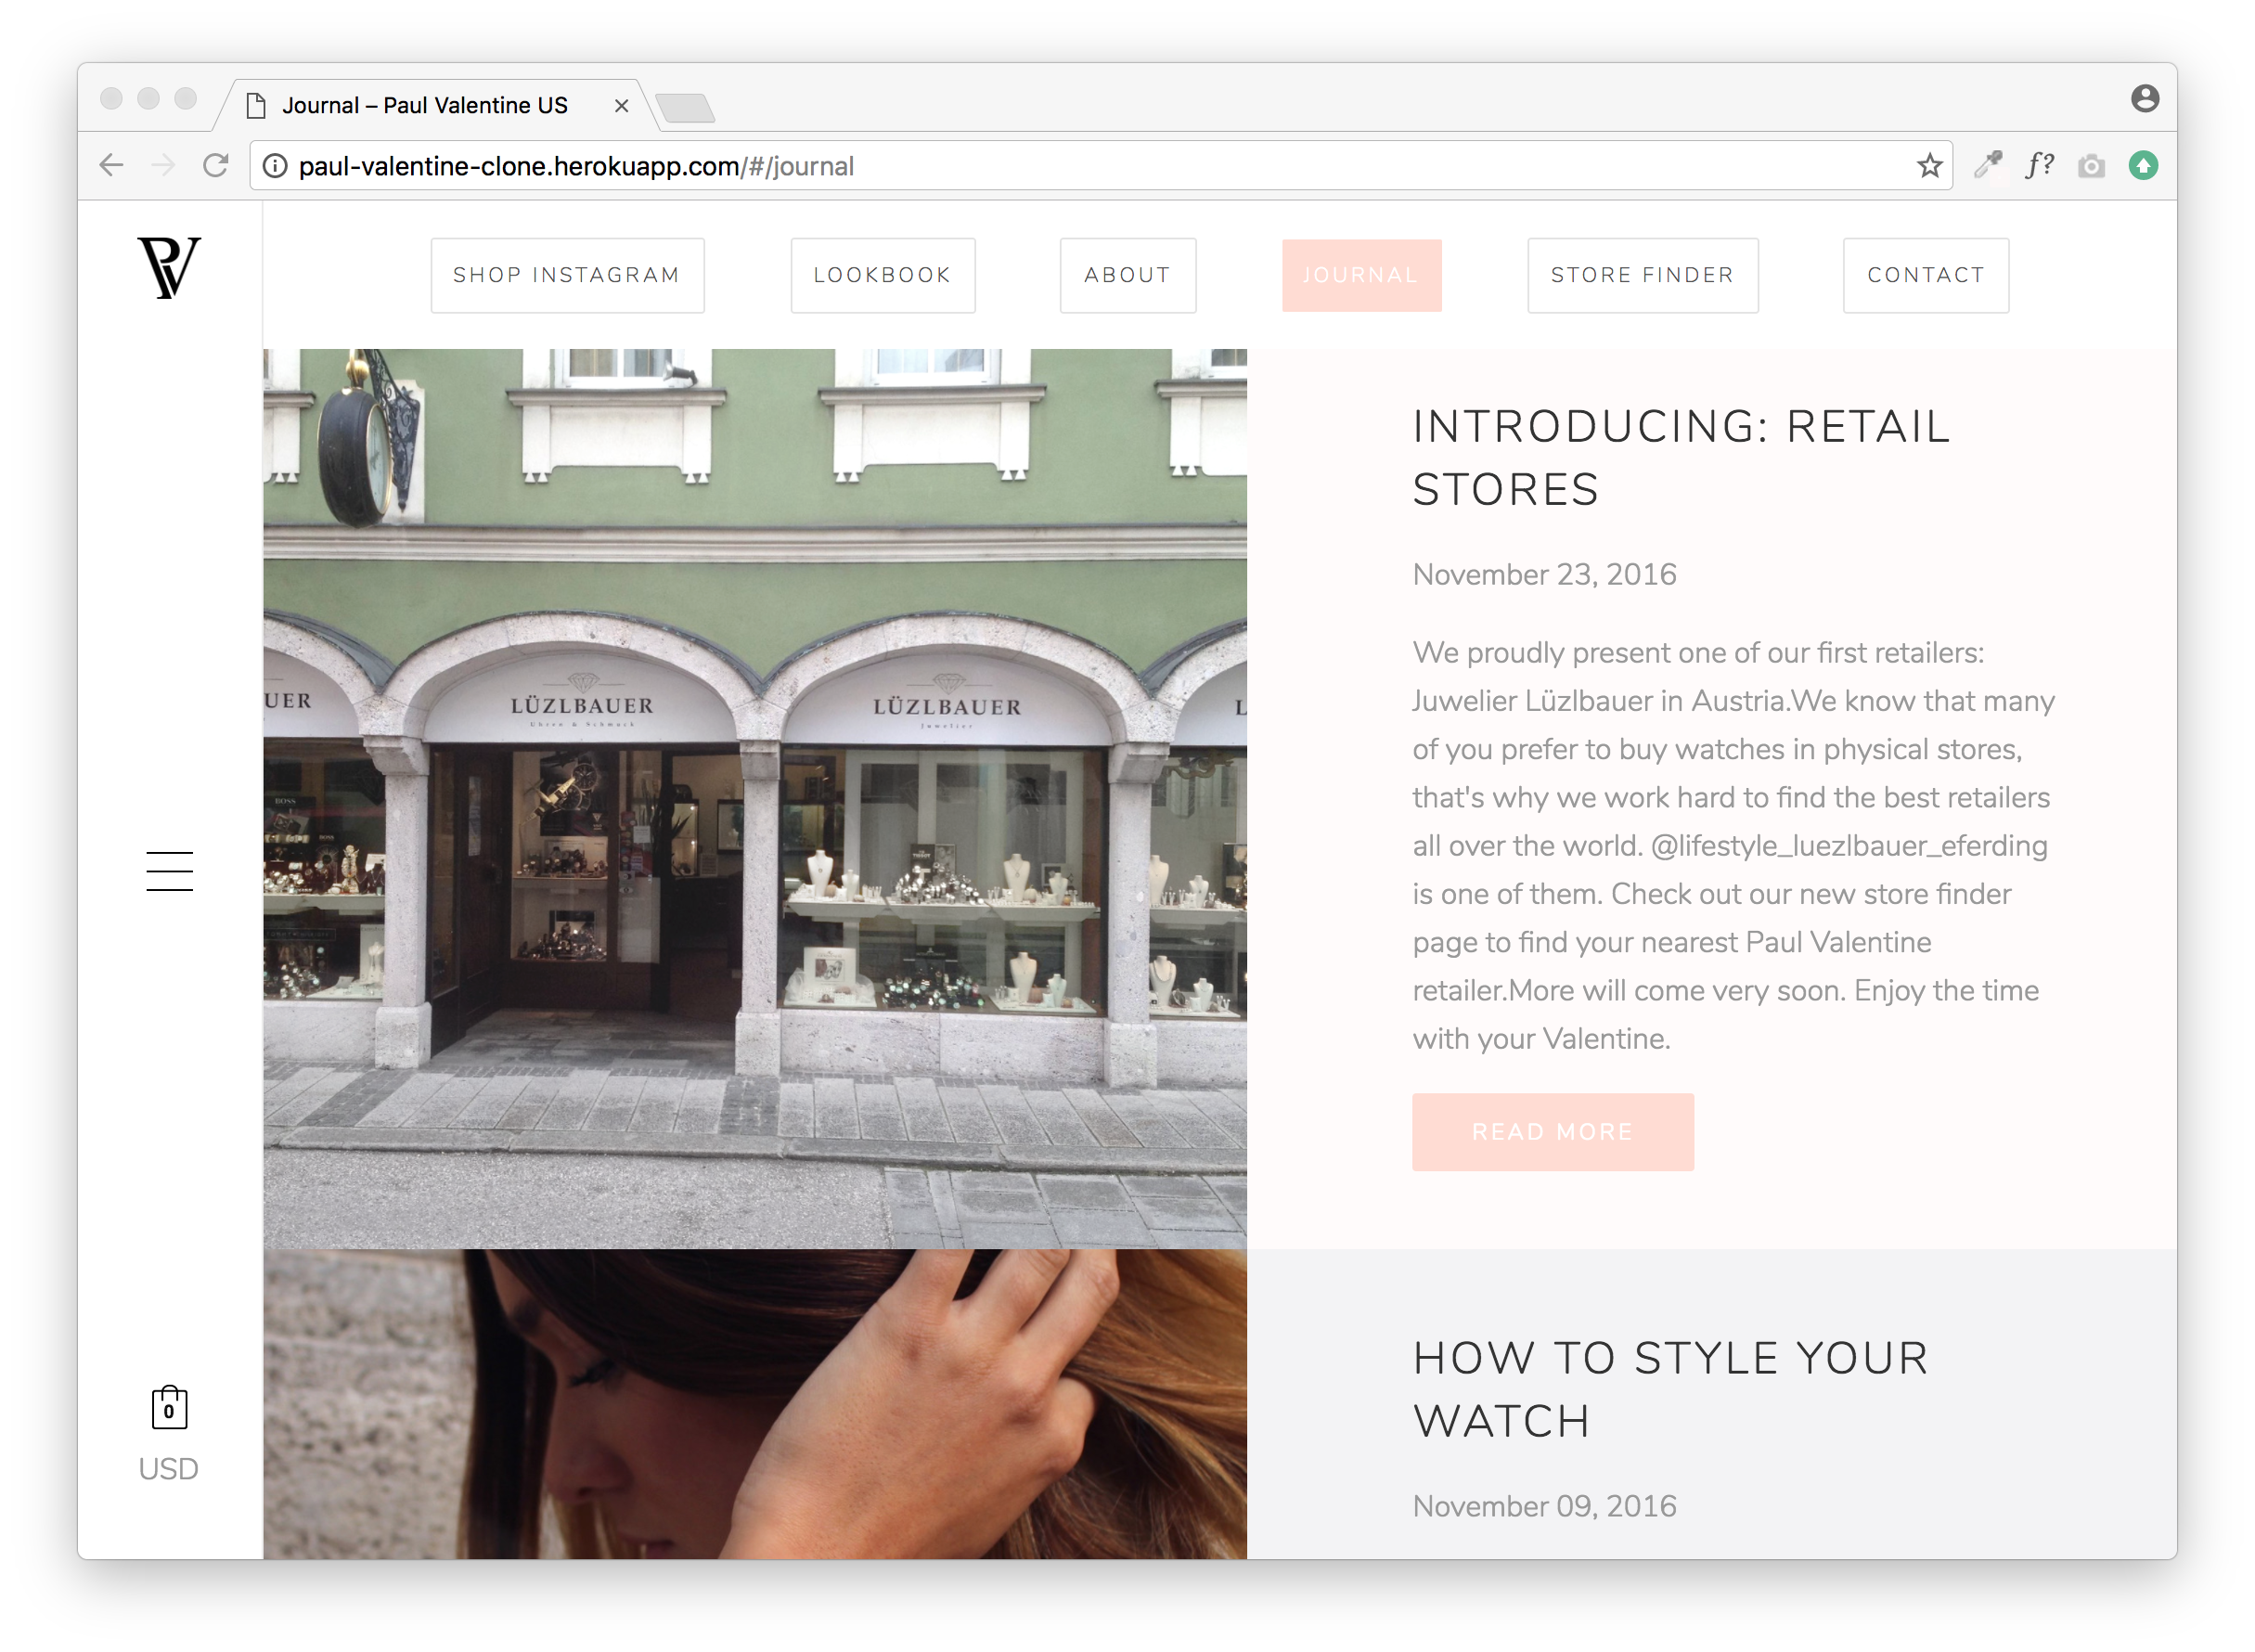 Journal – Paul Valentine US
paul-valentine-clone.herokuapp.com/#/journal
f?
PV
SHOP INSTAGRAM
LOOKBOOK
ABOUT
JOURNAL
STORE FINDER
CONTACT
UER
LÜZLBAUER
Uhren & Schmuck
LÜZLBAUER
Juwelier
L
BOSS
INTRODUCING: RETAIL
STORES
November 23, 2016
We proudly present one of our first retailers:
Juwelier Lüzlbauer in Austria.We know that many
of you prefer to buy watches in physical stores,
that's why we work hard to find the best retailers
all over the world. @lifestyle_luezlbauer_eferding
is one of them. Check out our new store finder
page to find your nearest Paul Valentine
retailer.More will come very soon. Enjoy the time
with your Valentine.
READ MORE
HOW TO STYLE YOUR
WATCH
November 09, 2016
0
USD